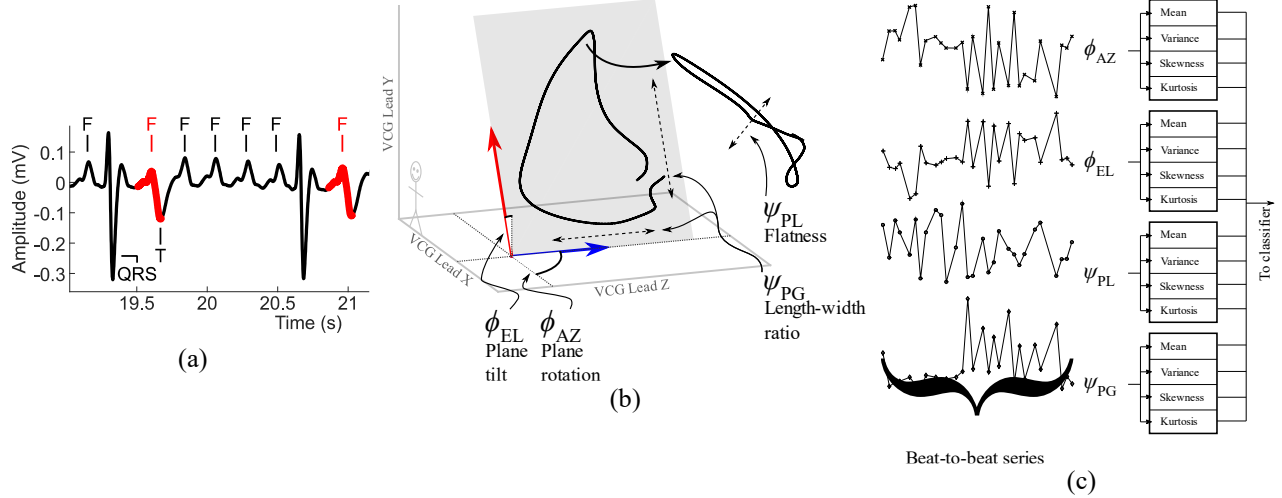 F F F F F F F
0.1
0
-0.1
-0.2
-0.3
Amplitude (mV)
QRS
T
19.5 20 20.5 21
Time (s)
(a)
VCG Lead Y
VCG Lead X
VCG Lead Z
ϕEL
Plane
tilt
ϕAZ
Plane
rotation
ψPL
Flatness
ψPG
Length-width
ratio
(b)
ϕAZ
Mean
Variance
Skewness
Kurtosis
ϕEL
Mean
Variance
Skewness
Kurtosis
ψPL
Mean
Variance
Skewness
Kurtosis
ψPG
Mean
Variance
Skewness
Kurtosis
To classifier
Beat-to-beat series
(c)